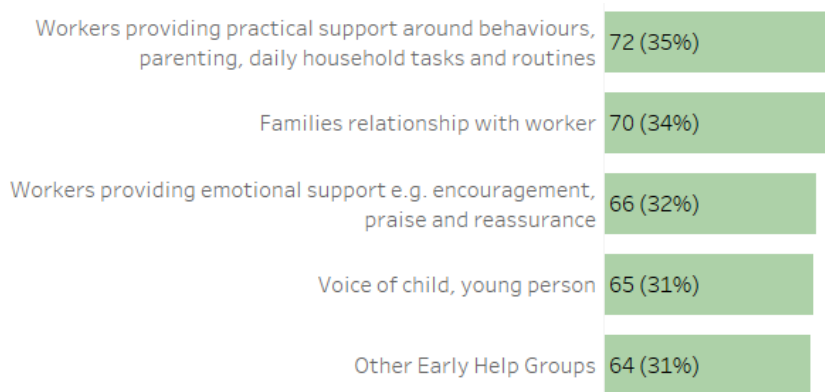 Workers providing practical support around behaviours,
parenting, daily household tasks and routines
72 (35%)
Families relationship with worker
70 (34%)
Workers providing emotional support e.g. encouragement,
praise and reassurance
66 (32%)
Voice of child, young person
65 (31%)
Other Early Help Groups
64 (31%)